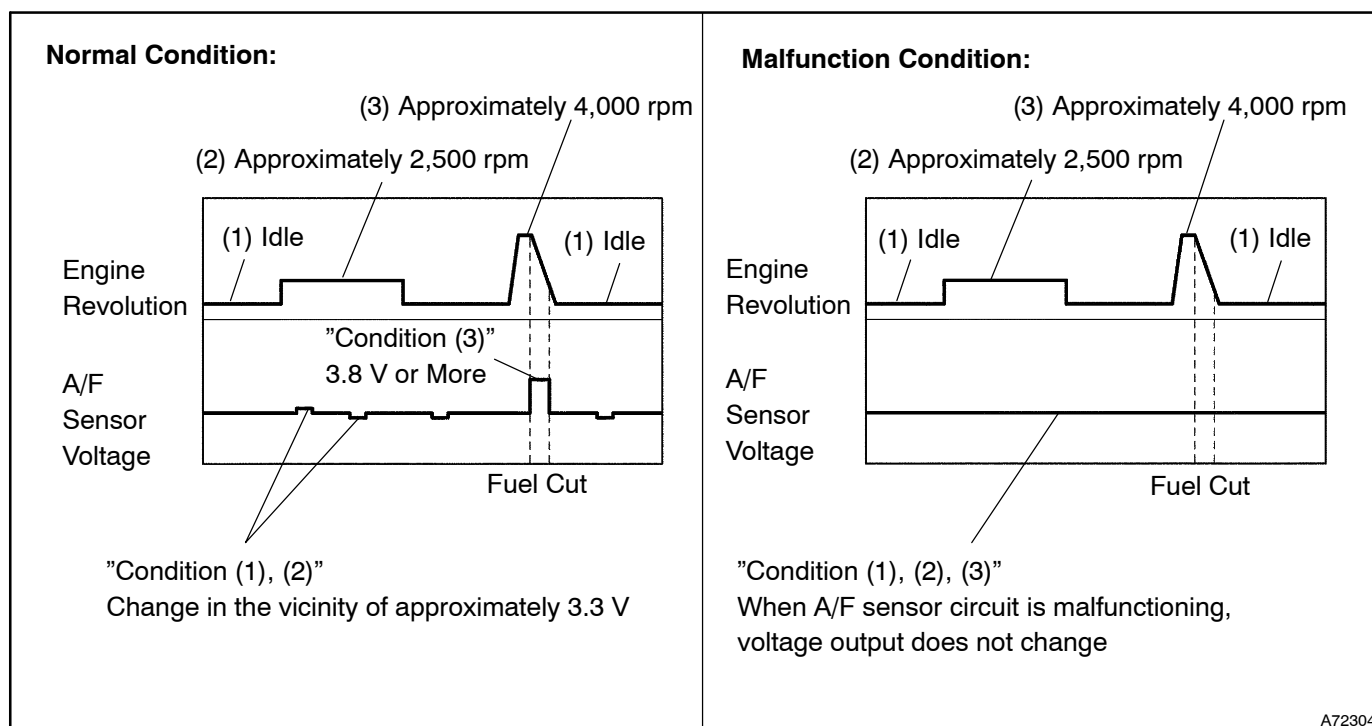 Normal Condition:
(3) Approximately 4,000 rpm
(2) Approximately 2,500 rpm
(1) Idle
(1) Idle
Engine
Revolution
”Condition (3)”
3.8 V or More
A/F
Sensor
Voltage
Fuel Cut
”Condition (1), (2)”
Change in the vicinity of approximately 3.3 V
Malfunction Condition:
(3) Approximately 4,000 rpm
(2) Approximately 2,500 rpm
(1) Idle
(1) Idle
Engine
Revolution
A/F
Sensor
Voltage
Fuel Cut
”Condition (1), (2), (3)”
When A/F sensor circuit is malfunctioning,
voltage output does not change
A72304